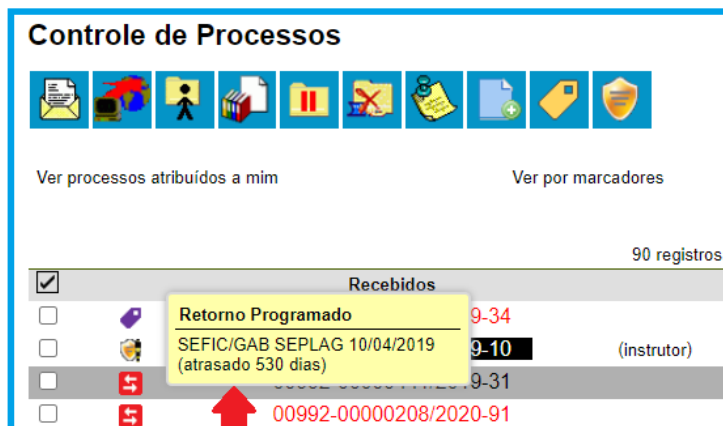 Controle de Processos
Ver processos atribuídos a mim
Ver por marcadores
90 registros
Recebidos
Retorno Programado
SEFIC/GAB SEPLAG 10/04/2019
(atrasado 530 dias)
9-34
9-10 (instrutor)
9-31
00992-00000208/2020-91